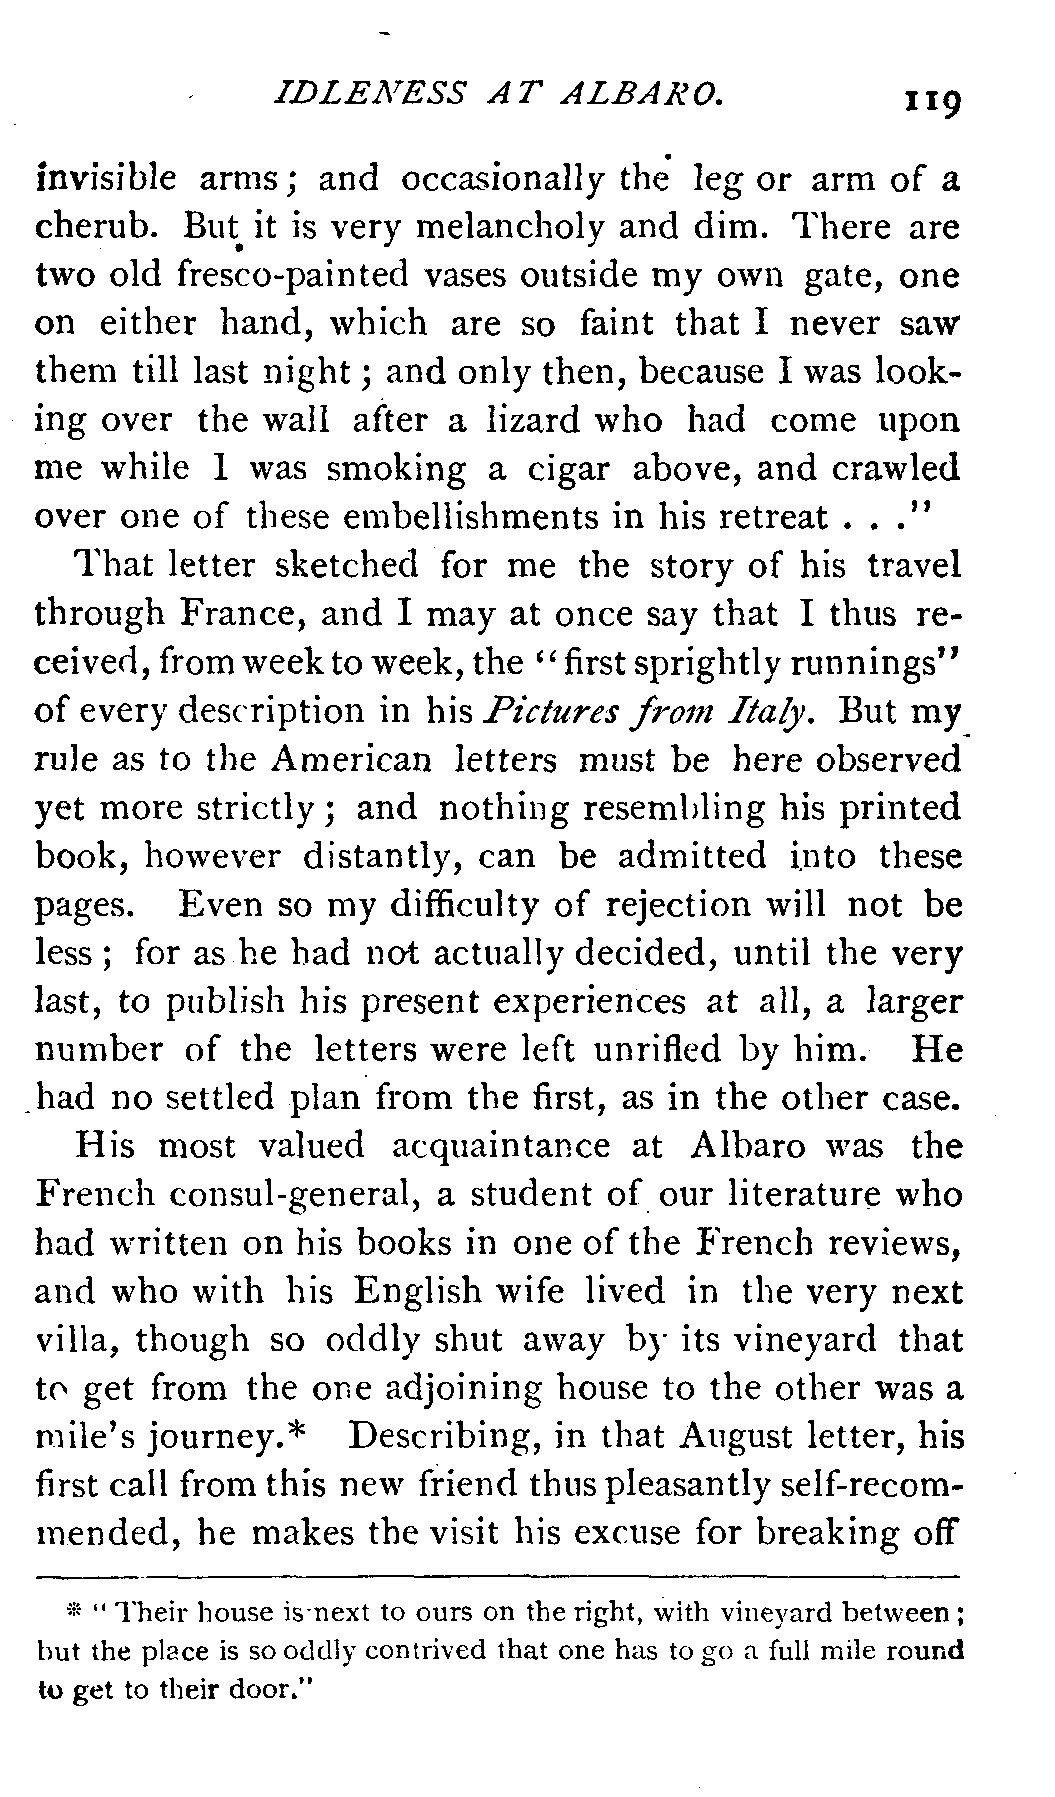 IDLENESS AT ALBARO. 119
invisible arms; and occasionally the leg or arm of a
cherub. But it is very melancholy and dim. There are
two old fresco-painted vases outside my own gate, one
on either hand, which are so faint that I never saw
them till last night; and only then, because I was look-
ing over the wall after a lizard who had come upon
me while I was smoking a cigar above, and crawled
over one of these embellishments in his retreat . . ."
That letter sketched for me the story of his travel
through France, and I may at once say that I thus re-
ceived, from week to week, the "first sprightly runnings"
of every description in his Pictures from Italy. But my
rule as to the American letters must be here observed
yet more strictly; and nothing resembling his printed
book, however distantly, can be admitted into these
pages. Even so my difficulty of rejection will not be
less; for as he had not actually decided, until the very
last, to publish his present experiences at all, a larger
number of the letters were left unrifled by him. He
had no settled plan from the first, as in the other case.
His most valued acquaintance at Albaro was the
French consul-general, a student of our literature who
had written on his books in one of the French reviews,
and who with his English wife lived in the very next
villa, though so oddly shut away by its vineyard that
to get from the one adjoining house to the other was a
mile's journey.* Describing, in that August letter, his
first call from this new friend thus pleasantly self-recom-
mended, he makes the visit his excuse for breaking off
* "Their house is next to ours on the right, with vineyard between;
but the place is so oddly contrived that one has to go a full mile round
to get to their door."